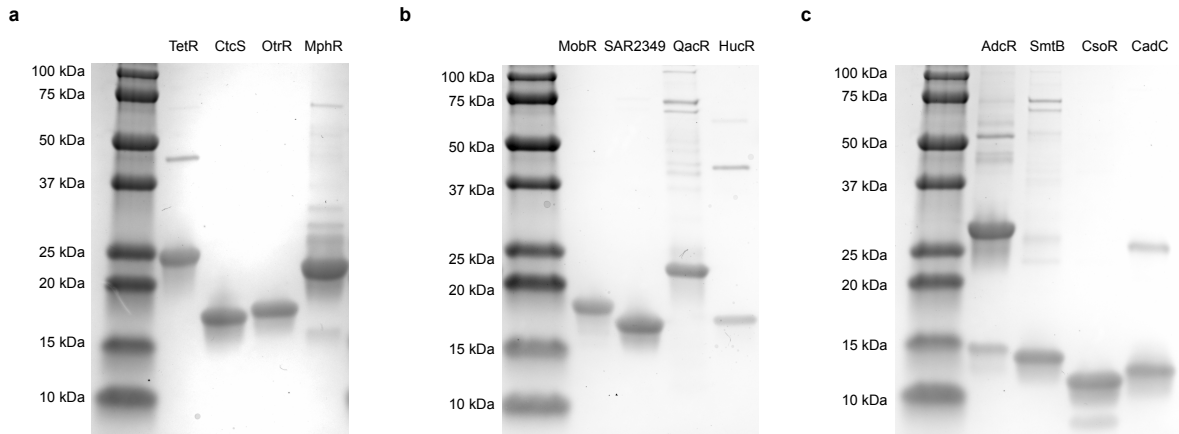 a
TetR CtcS OtrR MphR
100 kDa
75 kDa
50 kDa
37 kDa
25 kDa
20 kDa
15 kDa
10 kDa
b
MobR SAR2349 QacR HucR
100 kDa
75 kDa
50 kDa
37 kDa
25 kDa
20 kDa
15 kDa
10 kDa
c
AdcR SmtB CsoR CadC
100 kDa
75 kDa
50 kDa
37 kDa
25 kDa
20 kDa
15 kDa
10 kDa